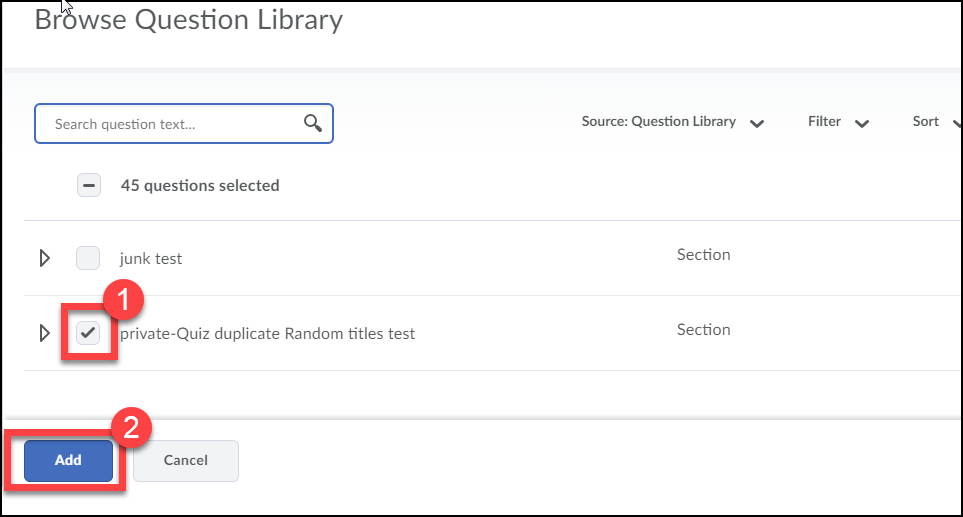 Browse Question Library
Search question text...
Source: Question Library Filter Sort
45 questions selected
junk test Section
1
private-Quiz duplicate Random titles test Section
2
Add Cancel